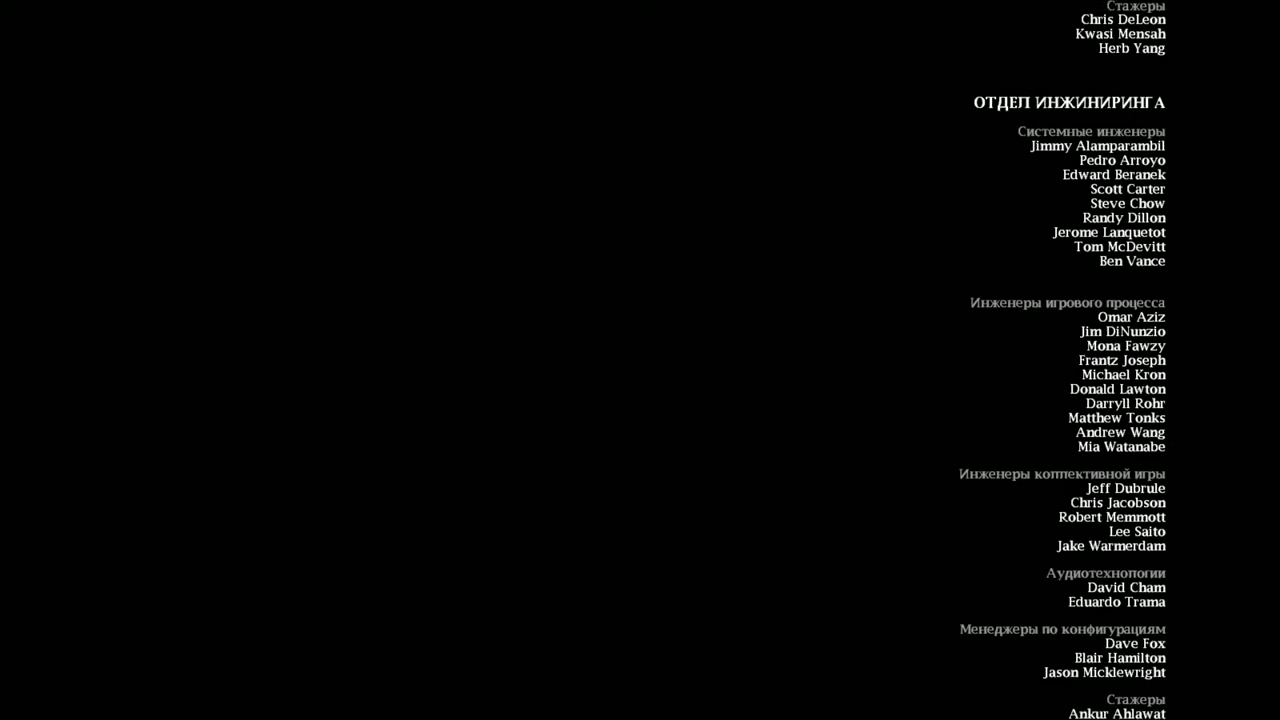 Стажеры
Chris DeLeon
Kwasi Mensah
Herb Yang
ОТДЕЛ ИНЖИНИРИНГА
Системные инженеры
Jimmy Alamparambil
Pedro Arroyo
Edward Beranek
Scott Carter
Steve Chow
Randy Dillon
Jerome Lanquetot
Tom McDevitt
Ben Vance
Инженеры игрового процесса
Omar Aziz
Jim DiNunzio
Mona Fawzy
Frantz Joseph
Michael Kron
Donald Lawton
Darryll Rohr
Matthew Tonks
Andrew Wang
Mia Watanabe
Инженеры коллективной игры
Jeff Dubrule
Chris Jacobson
Robert Memmott
Lee Saito
Jake Warmerdam
Аудиотехнологии
David Cham
Eduardo Trama
Менеджеры по конфигурациям
Dave Fox
Blair Hamilton
Jason Micklewright
Стажеры
Ankur Ahlawat